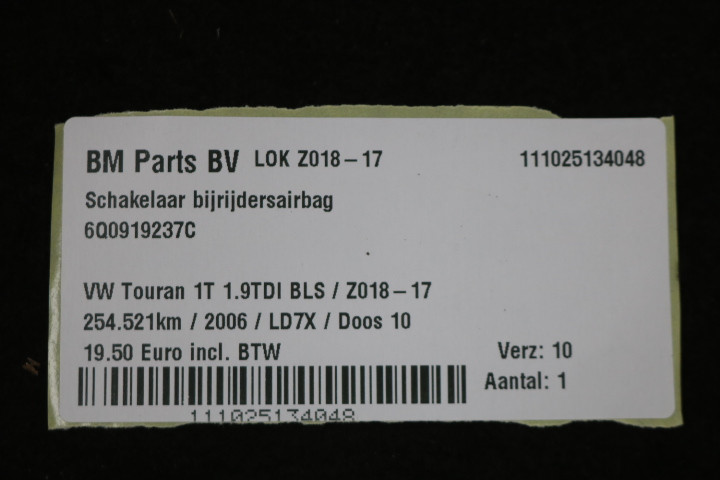 BM Parts BV LOK Z018-17 111025134048
Schakelaar bijrijdersairbag
6Q0919237C
VW Touran 1T 1.9TDI BLS / Z018-17
254.521km / 2006 / LD7X / Doos 10
19.50 Euro incl. BTW Verz: 10
Aantal: 1
111025134048